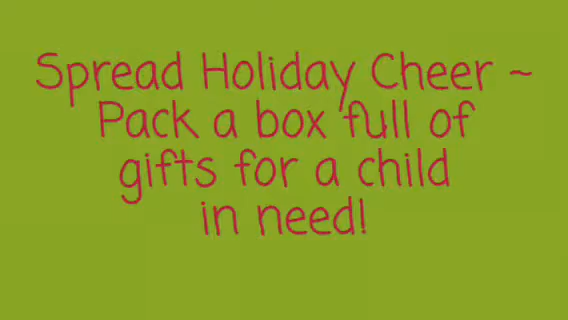 Spread Holiday Cheer ~
Pack a box full of
gifts for a child
in need!